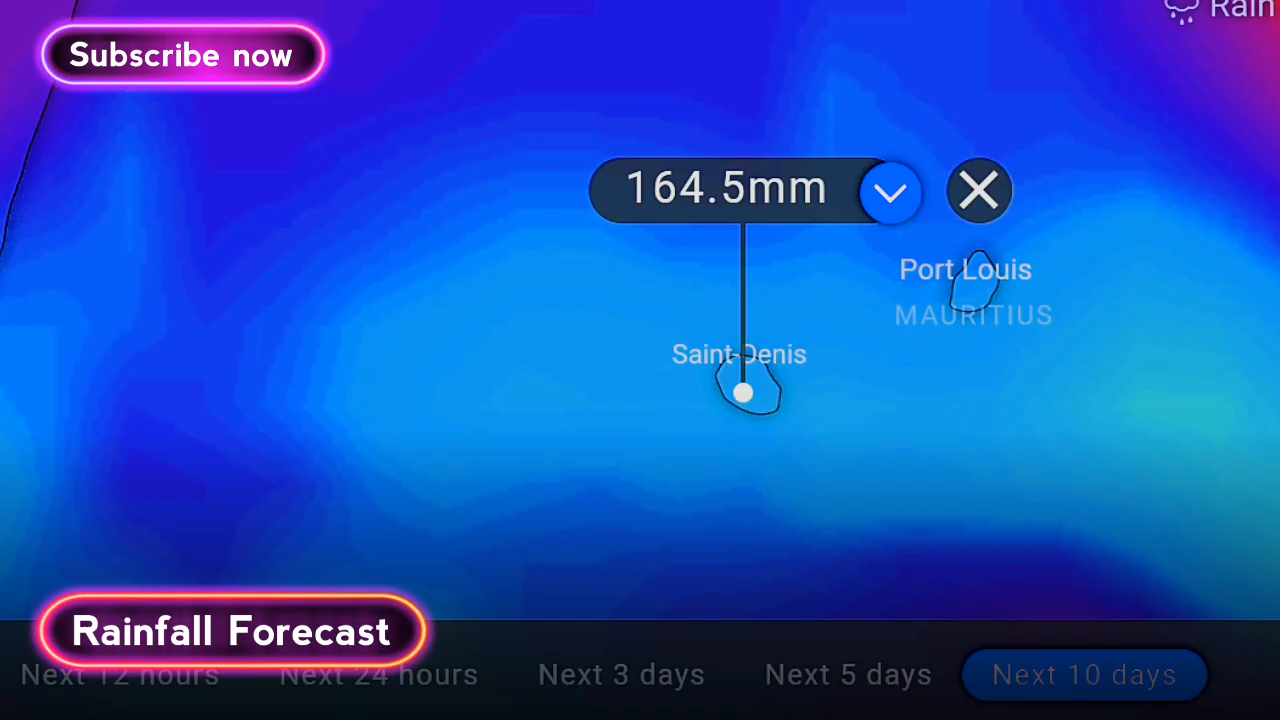 Rain
Subscribe now
164.5mm
Port Louis
MAURITIUS
Saint-Denis
Rainfall Forecast
Next 12 hours
Next 24 hours
Next 3 days
Next 5 days
Next 10 days